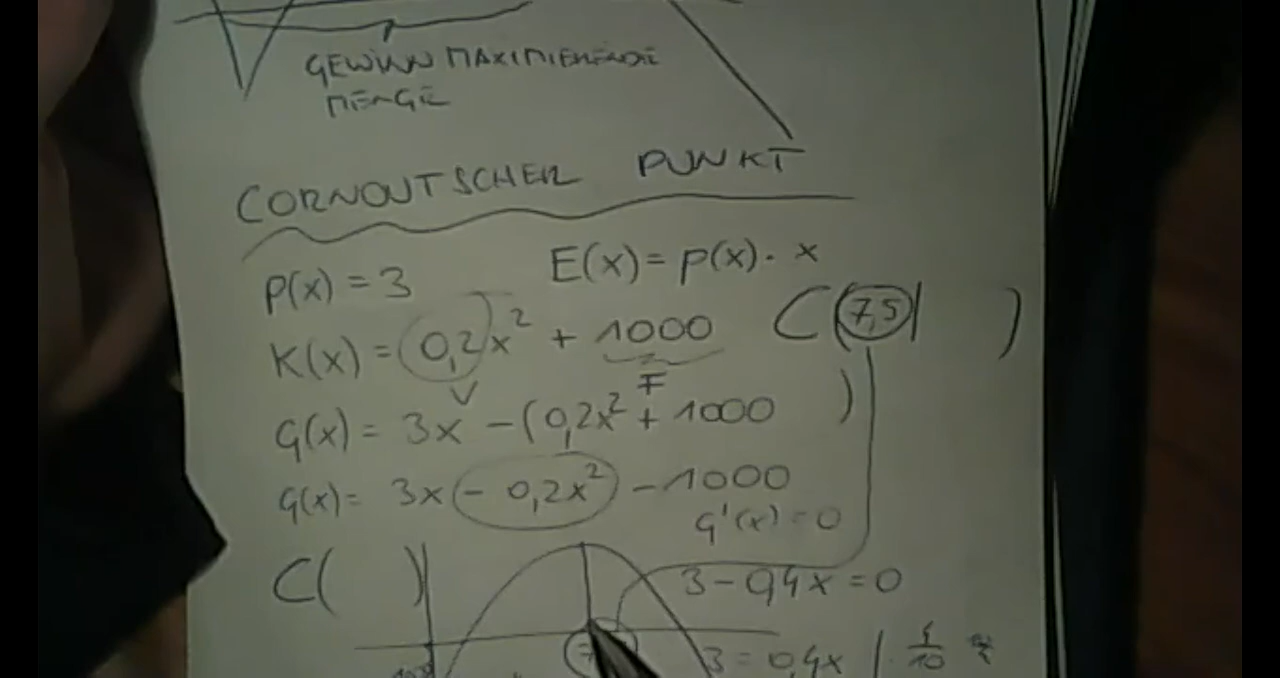 GEWINN MAXIMIERENDE
MENGE
CORNOUTSCHER PUNKT
p(x) = 3 E(x) = p(x) · x
K(x) = 0,2x² + 1000 C(7,5| )
V F
G(x) = 3x - (0,2x² + 1000 )
G(x) = 3x - 0,2x² - 1000
G'(x) = 0
C( ) 3 - 0,4x = 0
3 = 0,4x |